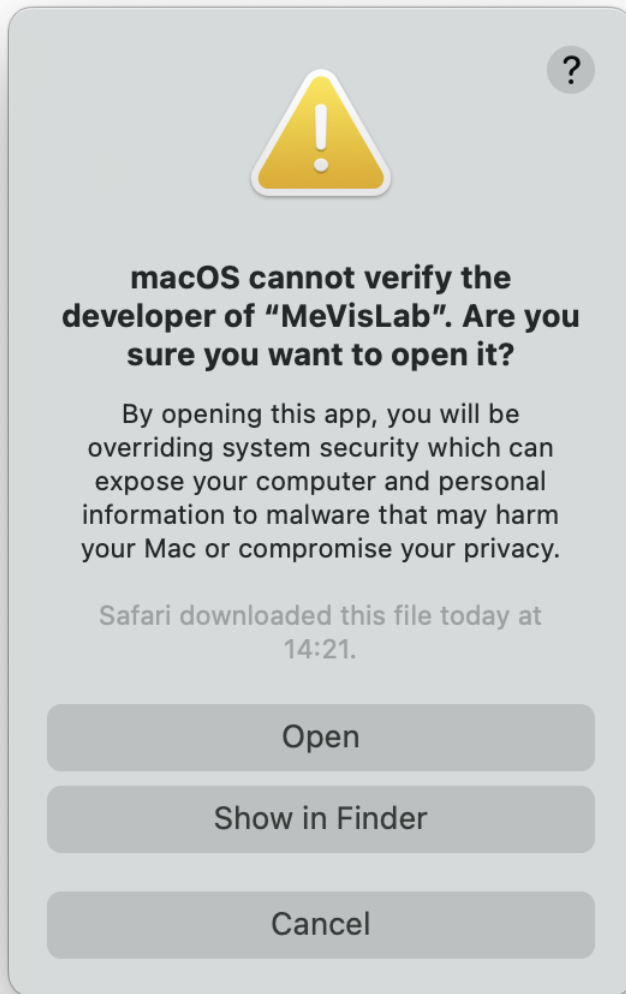 ?
!
macOS cannot verify the
developer of “MeVisLab”. Are you
sure you want to open it?
By opening this app, you will be
overriding system security which can
expose your computer and personal
information to malware that may harm
your Mac or compromise your privacy.
Safari downloaded this file today at
14:21.
Open
Show in Finder
Cancel